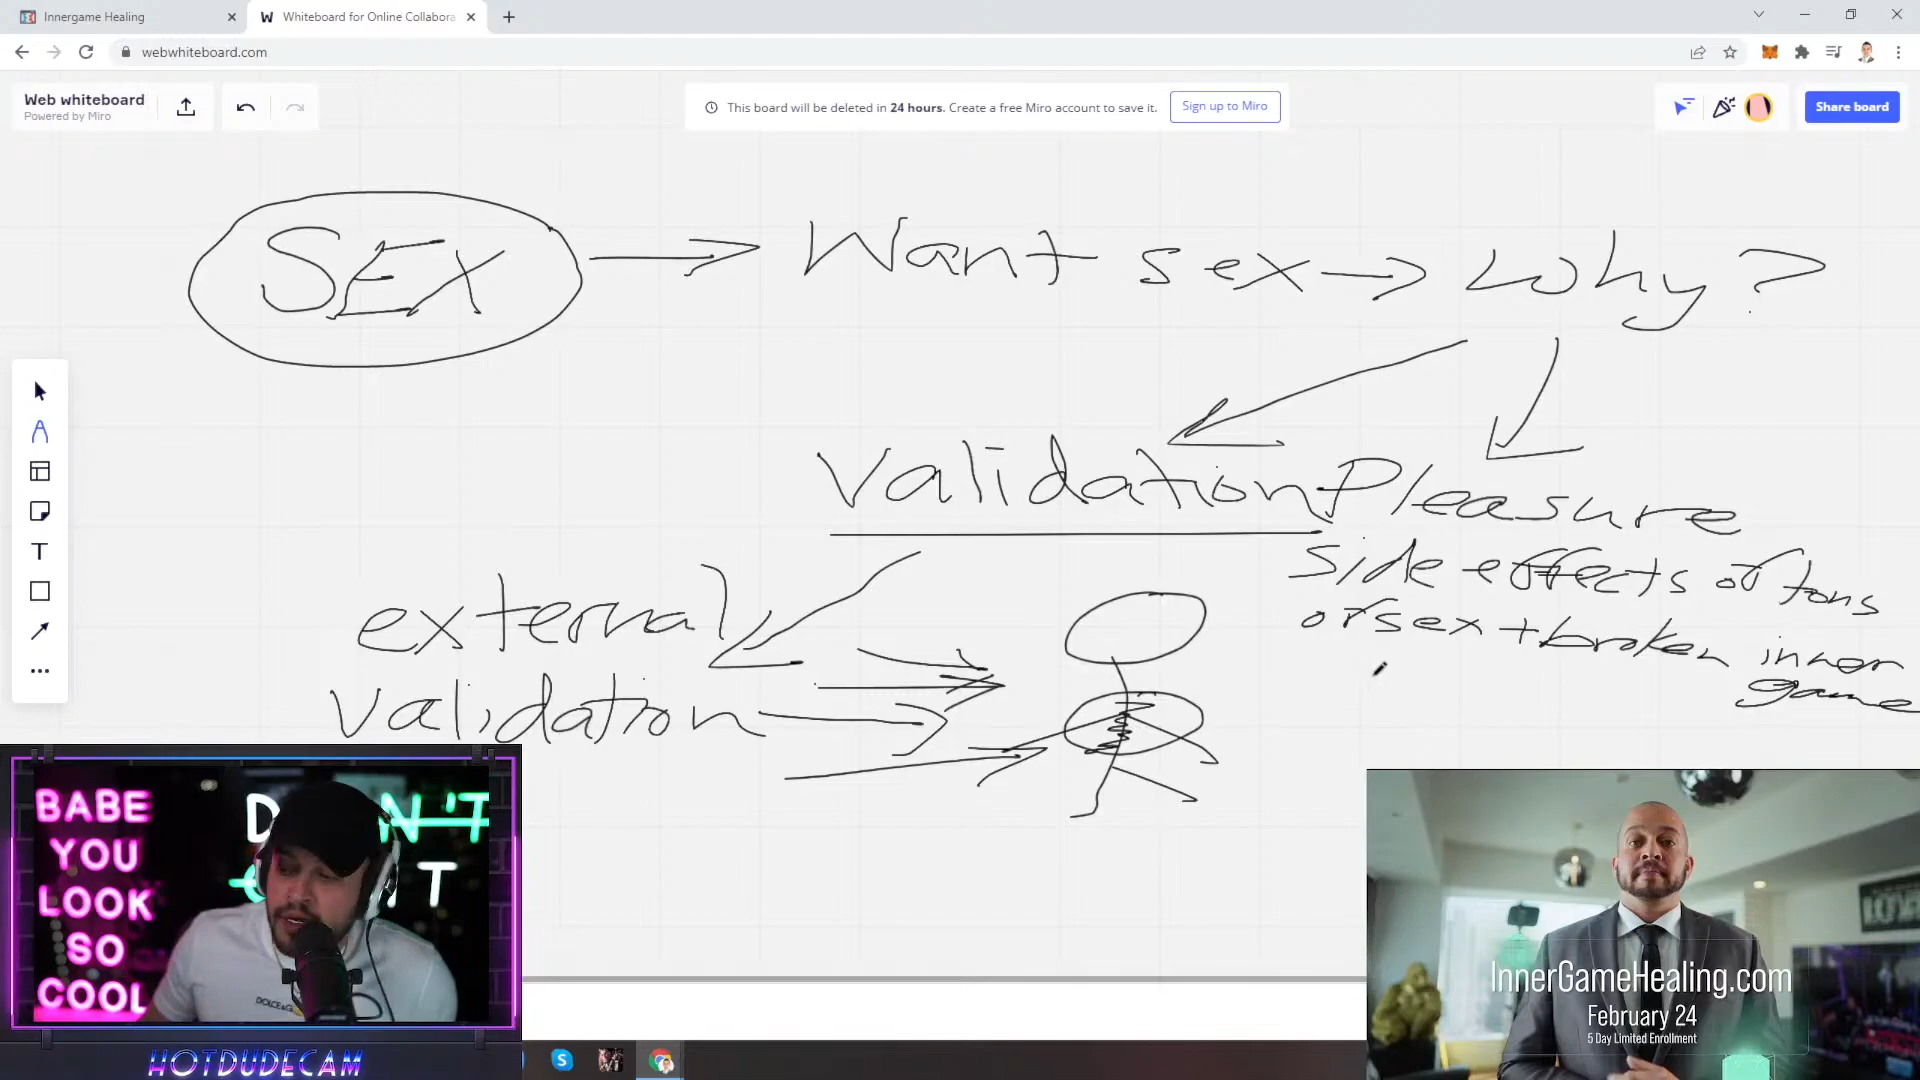 Innergame Healing
W Whiteboard for Online Collabora
webwhiteboard.com
Web whiteboard
Powered by Miro
This board will be deleted in 24 hours. Create a free Miro account to save it.
Sign up to Miro
Share board
SEX → Want sex → Why?
Validation Pleasure
side effects of tons
of sex + broken inner
game
external
validation
T
BABE
YOU
LOOK
SO
COOL
DON'T
DOLCE&G
HOTDUDECAM
InnerGameHealing.com
February 24
5 Day Limited Enrollment